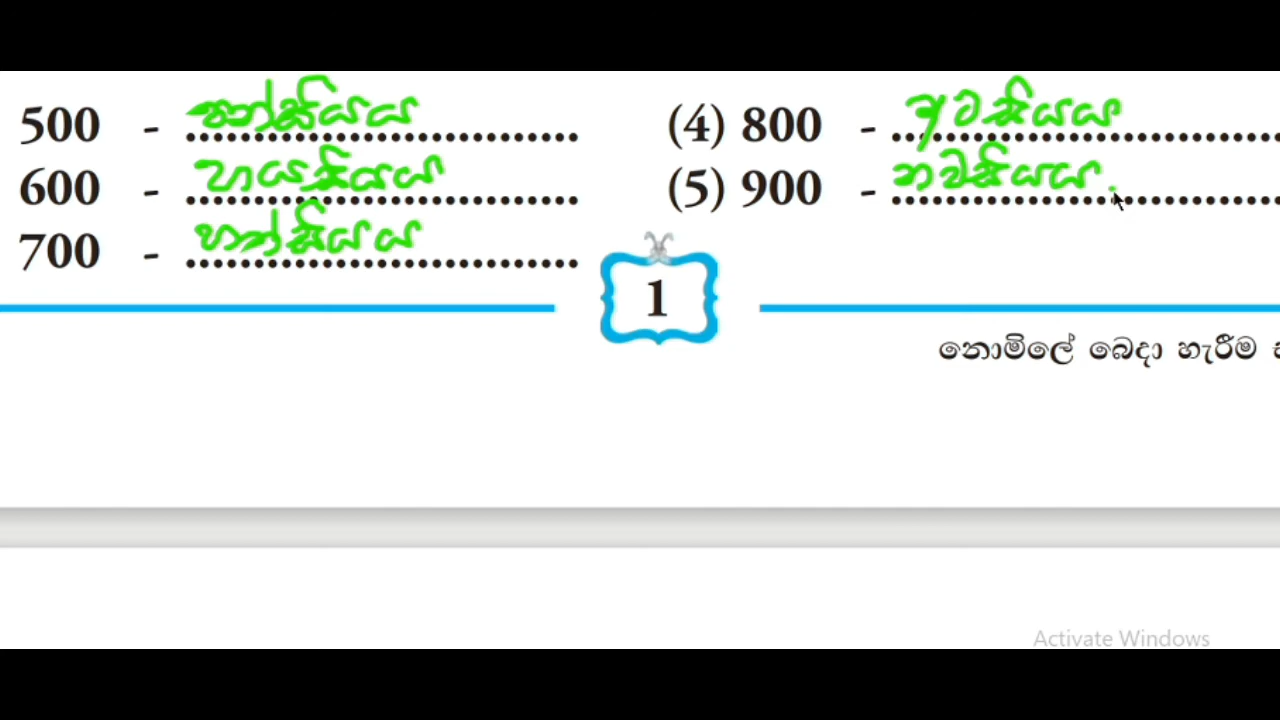 500 - පන්සියය (4) 800 - අටසියය
600 - හයසියය (5) 900 - නවසියය.
700 - හත්සියය
1
නොමිලේ බෙදා හැරීම
Activate Windows